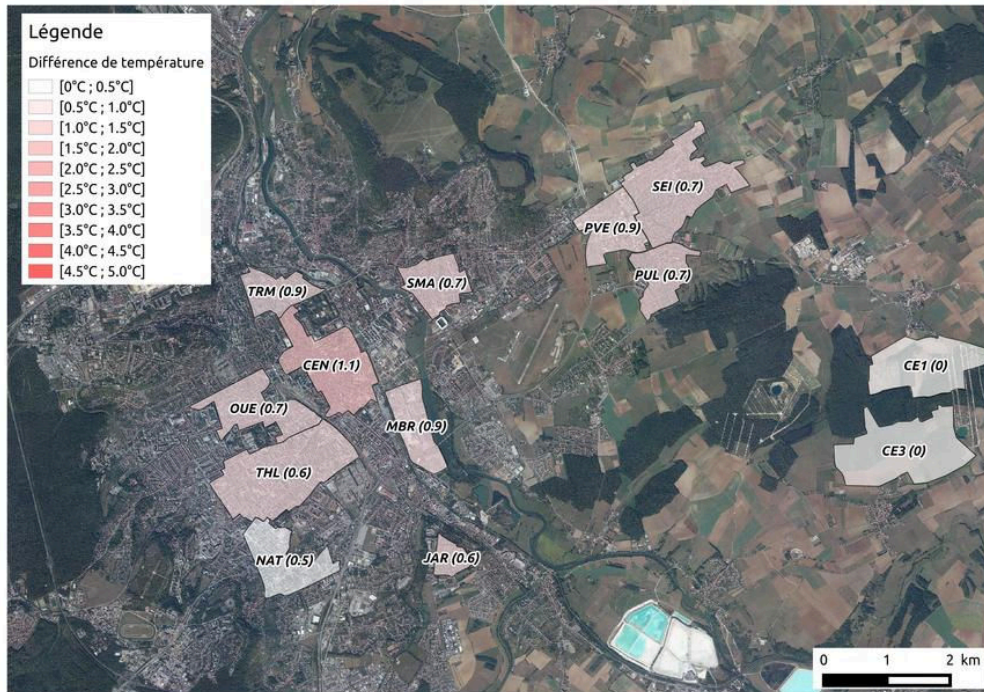 Légende
Différence de température
[0°C ; 0.5°C]
[0.5°C ; 1.0°C]
[1.0°C ; 1.5°C]
[1.5°C ; 2.0°C]
[2.0°C ; 2.5°C]
[2.5°C ; 3.0°C]
[3.0°C ; 3.5°C]
[3.5°C ; 4.0°C]
[4.0°C ; 4.5°C]
[4.5°C ; 5.0°C]
SEI (0.7)
PVE (0.9)
PUL (0.7)
SMA (0.7)
TRM (0.9)
CEN (1.1)
CE1 (0)
OUE (0.7)
MBR (0.9)
CE3 (0)
THL (0.6)
NAT (0.5)
JAR (0.6)
0 1 2 km